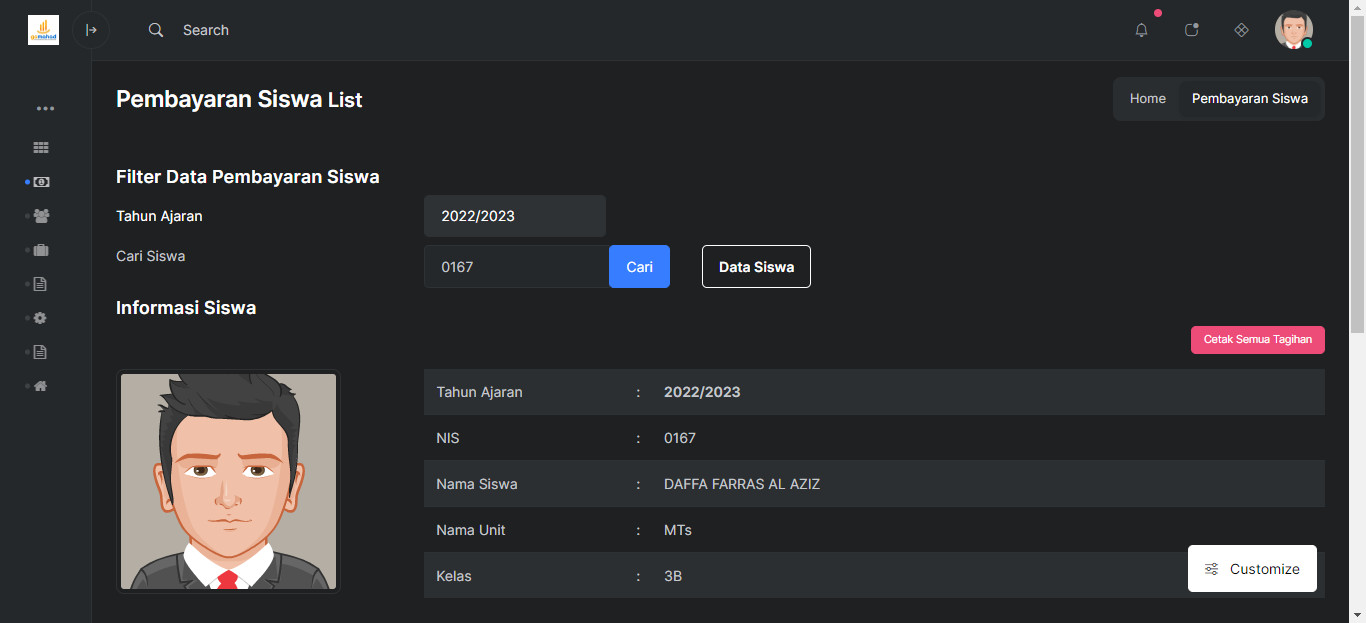 Search
Pembayaran Siswa List
Home
Pembayaran Siswa
Filter Data Pembayaran Siswa
Tahun Ajaran
2022/2023
Cari Siswa
0167
Cari
Data Siswa
Informasi Siswa
Cetak Semua Tagihan
Tahun Ajaran : 2022/2023
NIS : 0167
Nama Siswa : DAFFA FARRAS AL AZIZ
Nama Unit : MTs
Kelas : 3B
Customize